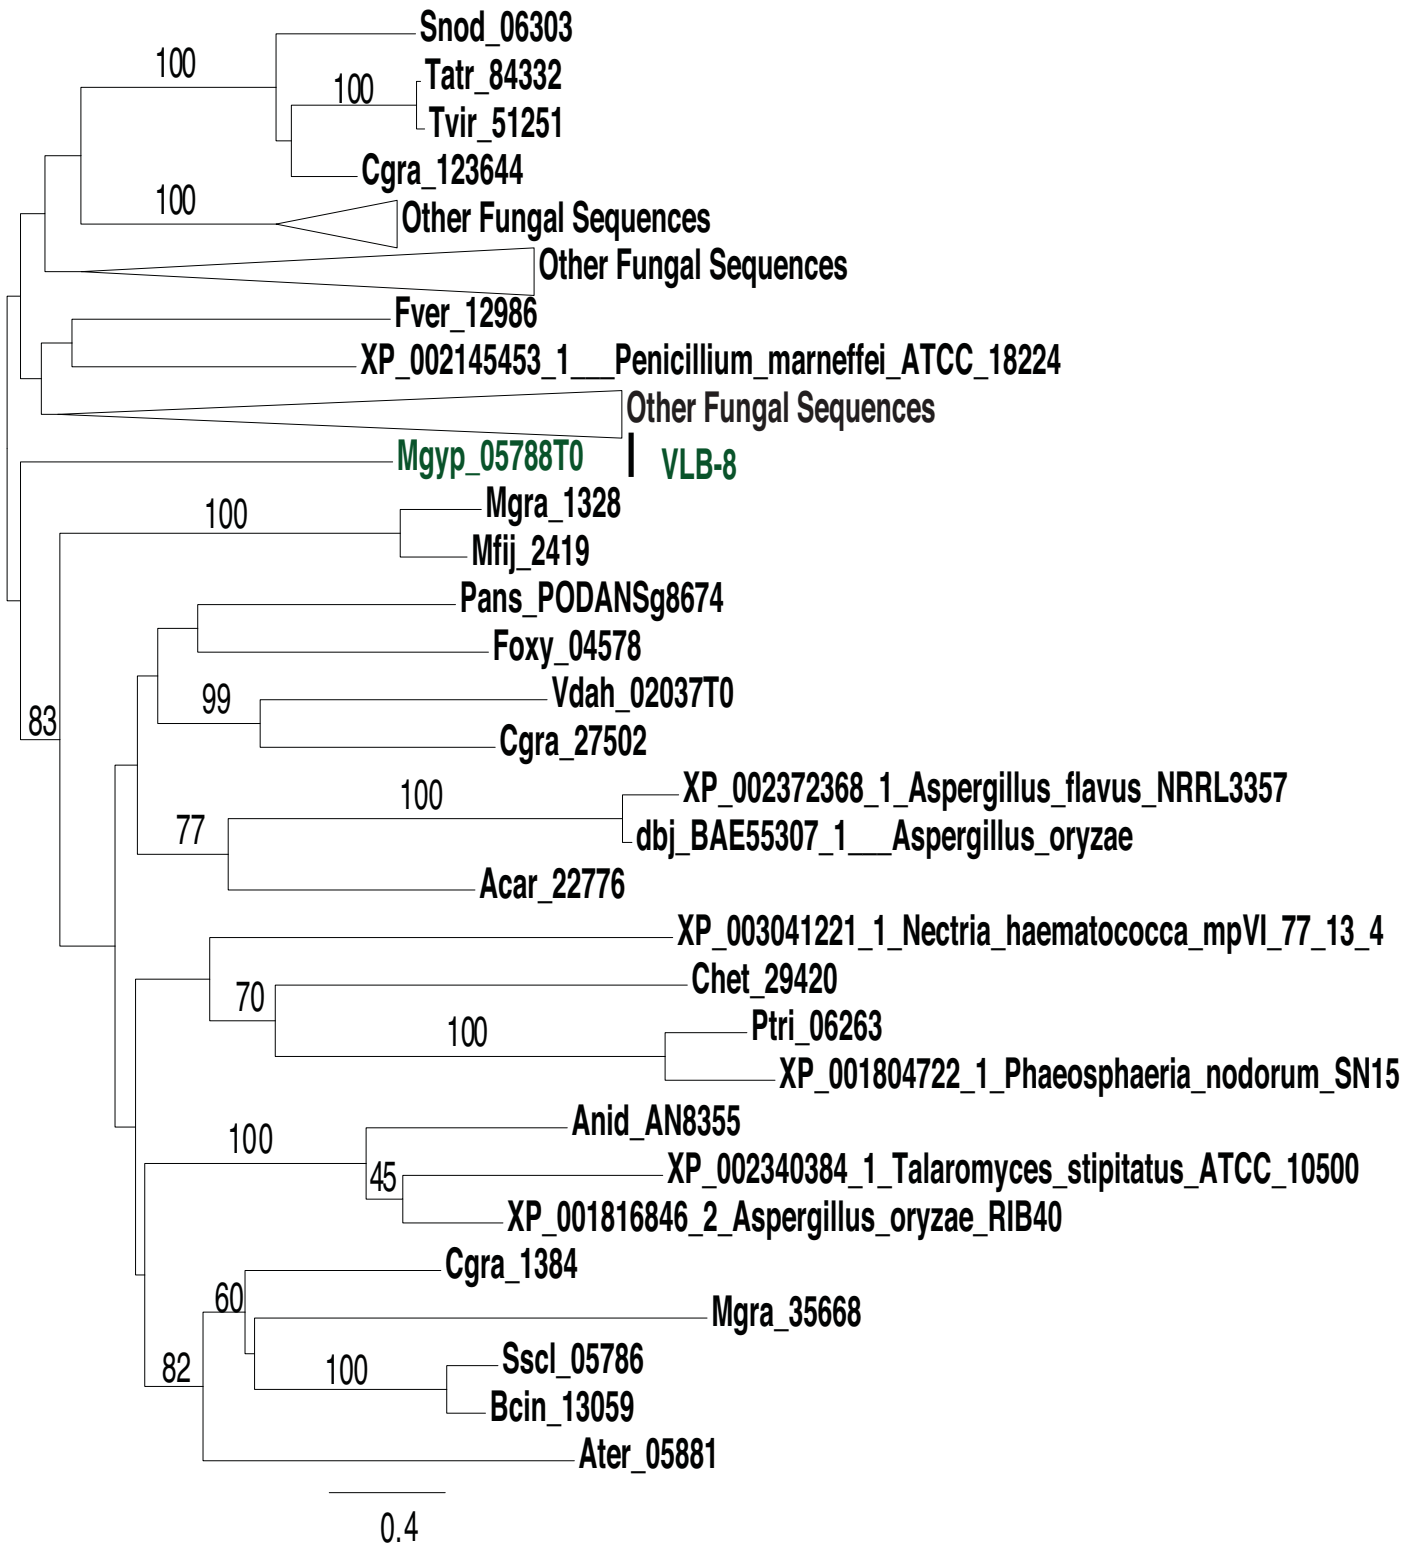 Snod_06303
100
Tatr_84332
100
Tvir_51251
Cgra_123644
100
Other Fungal Sequences
Other Fungal Sequences
Fver_12986
XP_002145453_1___Penicillium_marneffei_ATCC_18224
Other Fungal Sequences
Mgyp_05788T0 VLB-8
Mgra_1328
100
Mfij_2419
Pans_PODANSg8674
Foxy_04578
Vdah_02037T0
99
83
Cgra_27502
XP_002372368_1_Aspergillus_flavus_NRRL3357
100
77
dbj_BAE55307_1___Aspergillus_oryzae
Acar_22776
XP_003041221_1_Nectria_haematococca_mpVI_77_13_4
Chet_29420
70
Ptri_06263
100
XP_001804722_1_Phaeosphaeria_nodorum_SN15
Anid_AN8355
100
XP_002340384_1_Talaromyces_stipitatus_ATCC_10500
45
XP_001816846_2_Aspergillus_oryzae_RIB40
Cgra_1384
60
Mgra_35668
Sscl_05786
82
100
Bcin_13059
Ater_05881
0.4